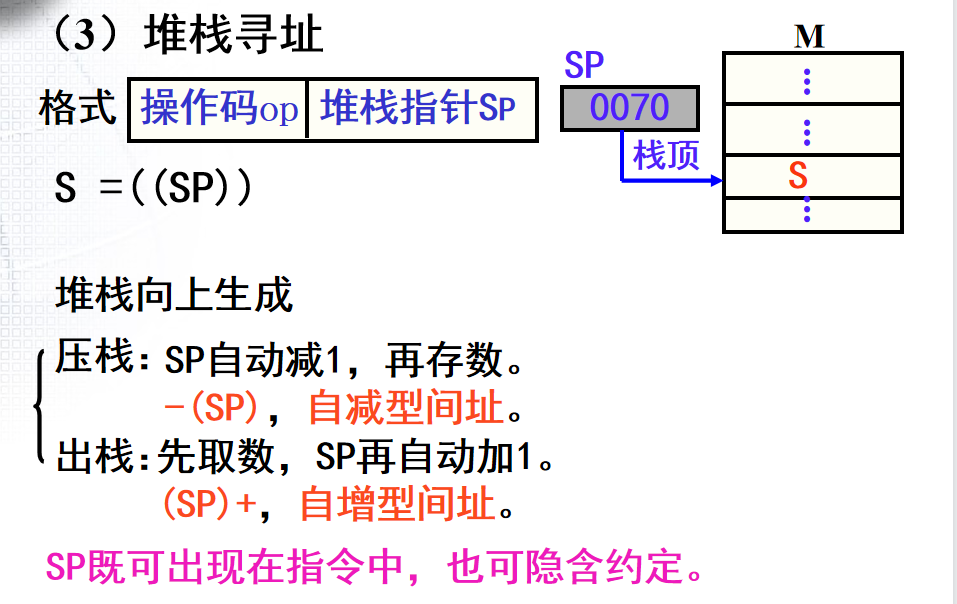 （3）堆栈寻址
格式 操作码op 堆栈指针SP
S =((SP))
M
SP
0070
栈顶
S
堆栈向上生成
压栈：SP自动减1，再存数。
-(SP)，自减型间址。
出栈：先取数，SP再自动加1。
(SP)+，自增型间址。
SP既可出现在指令中，也可隐含约定。